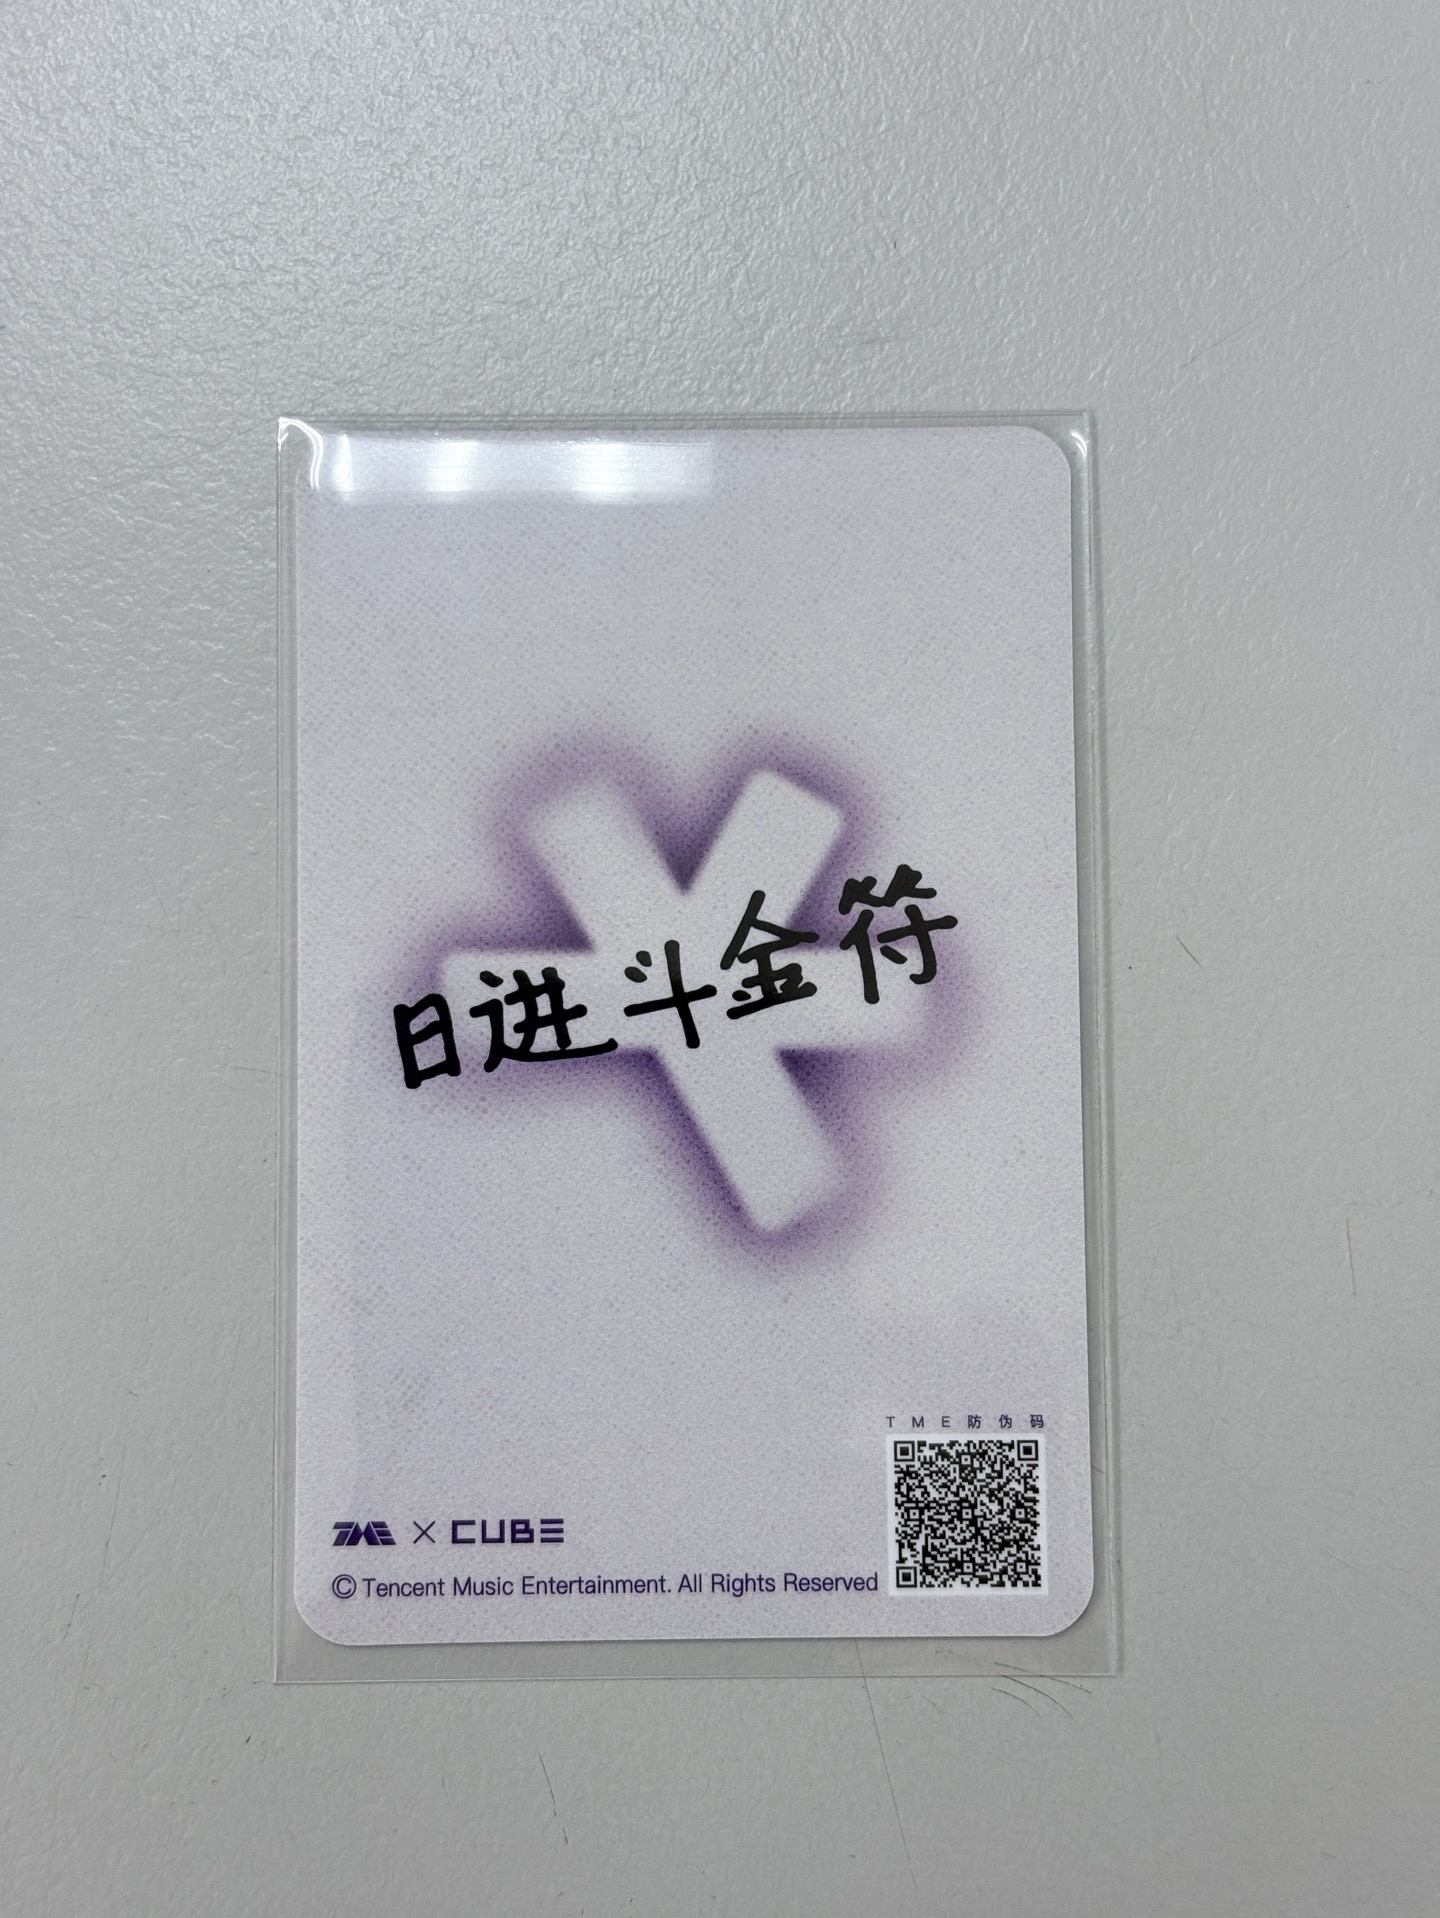 日进斗金符
TME防伪码
TME × CUBE
© Tencent Music Entertainment. All Rights Reserved